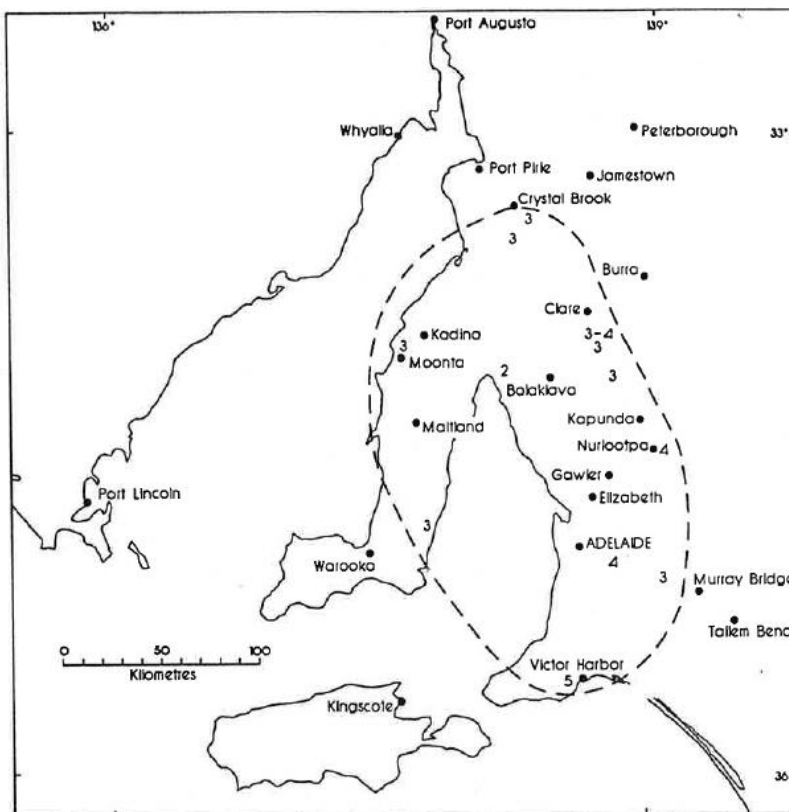 136°
Port Augusta
139°
Whyalla
Peterborough
33°
Port Pirie
Jamestown
Crystal Brook
3
3
Burra
Clare
3-4
3
Kadina
3
Moonta
2
3
Balaklava
Maitland
Kapunda
Nuriootpa
4
Gawler
Elizabeth
Port Lincoln
3
ADELAIDE
Warooka
4
3
Murray Bridge
Tailem Bend
0 50 100
Kilometres
Victor Harbor
5
Kingscote
36